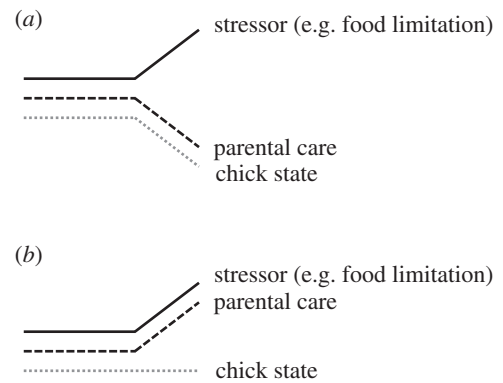 (a)
stressor (e.g. food limitation)
parental care
chick state
(b)
stressor (e.g. food limitation)
parental care
chick state